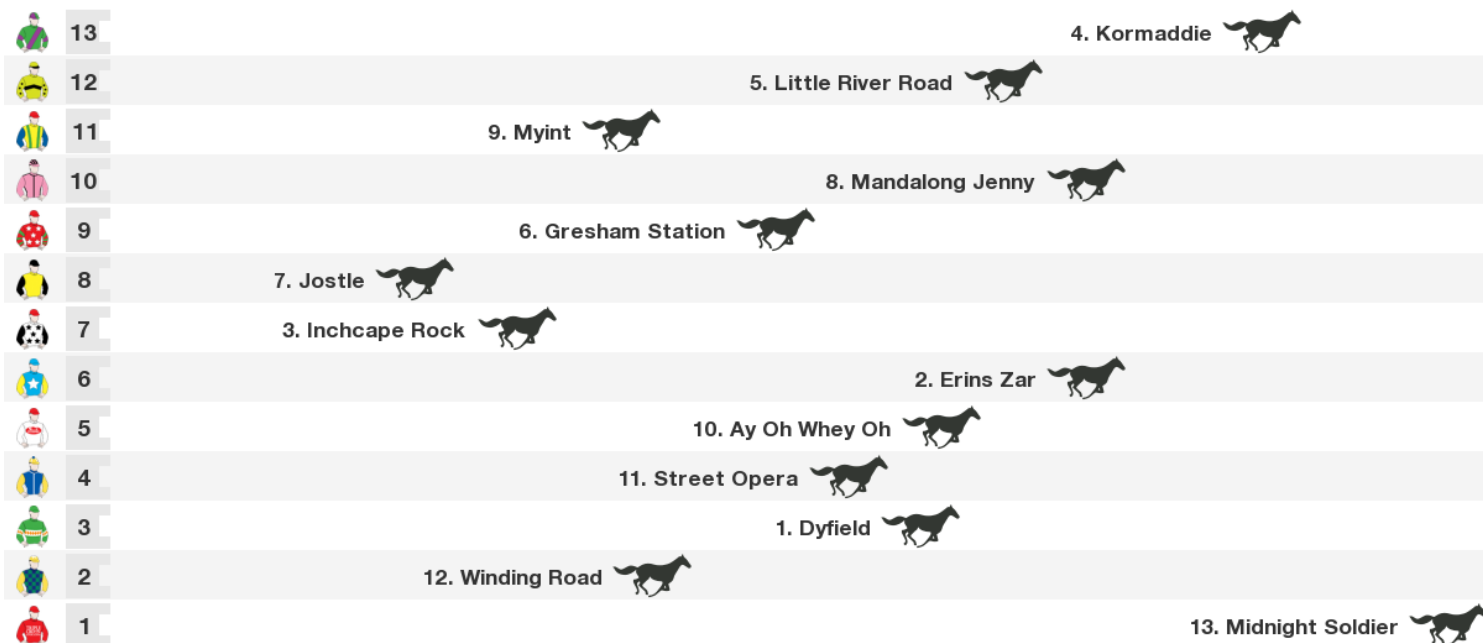 13 4. Kormaddie
12 5. Little River Road
11 9. Myint
10 8. Mandalong Jenny
9 6. Gresham Station
8 7. Jostle
7 3. Inchcape Rock
6 2. Erins Zar
5 10. Ay Oh Whey Oh
4 11. Street Opera
3 1. Dyfield
2 12. Winding Road
1 13. Midnight Soldier